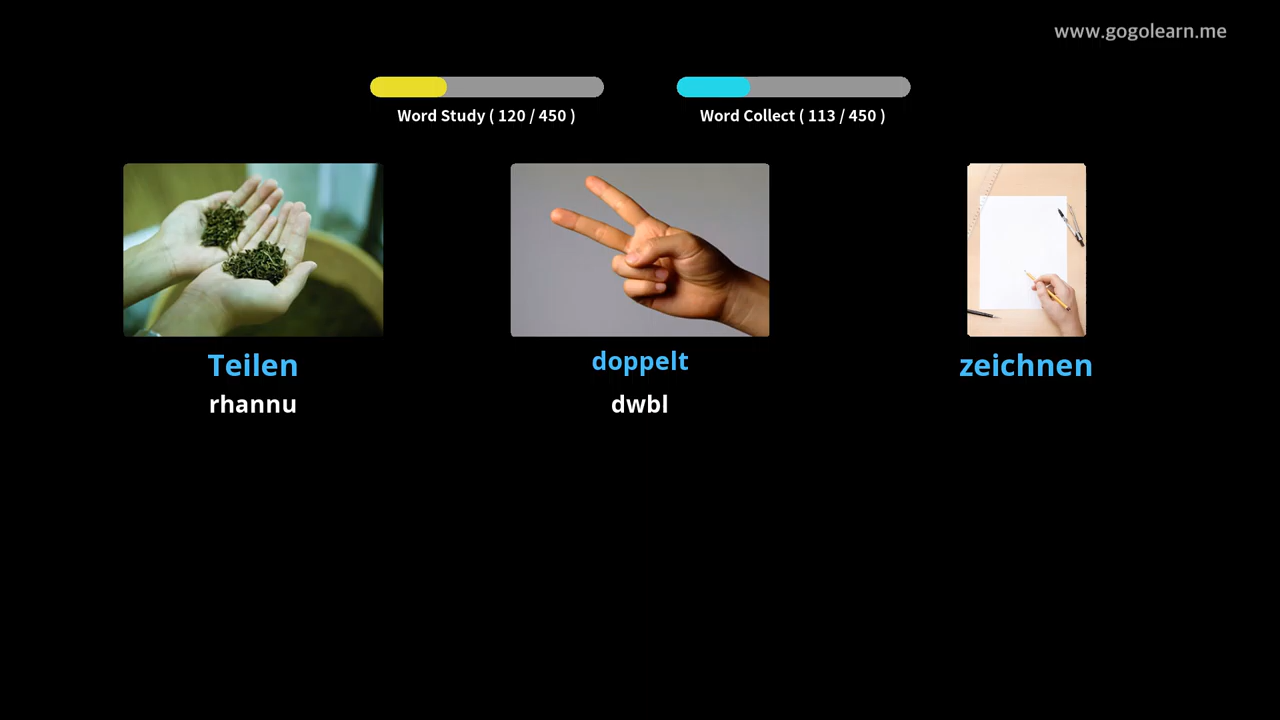 www.gogolearn.me
Word Study ( 120 / 450 )
Word Collect ( 113 / 450 )
Teilen
rhannu
doppelt
dwbl
zeichnen